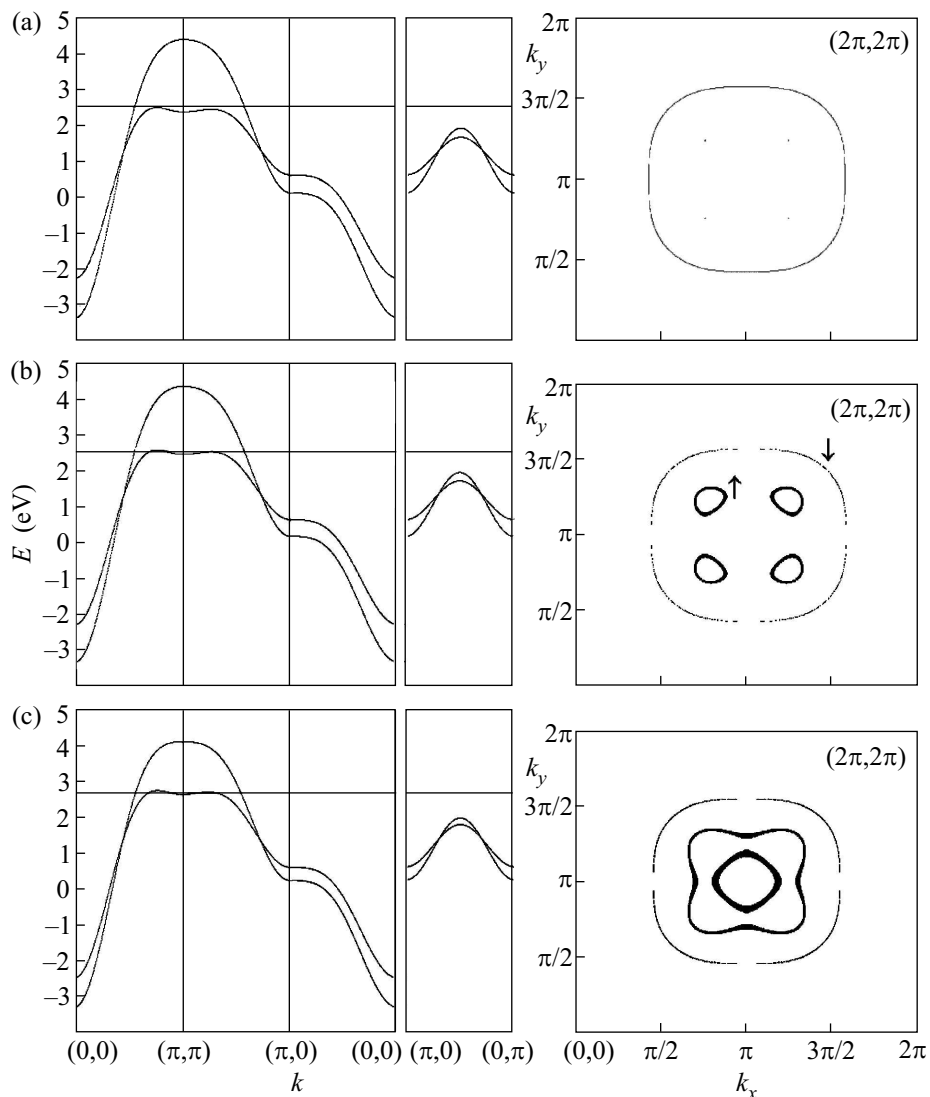 (a)
5
4
3
2
1
0
–1
–2
–3
2π
k_y
(2π,2π)
3π/2
π
π/2
(b)
5
4
3
2
1
0
–1
–2
–3
E (eV)
2π
k_y
(2π,2π)
3π/2
↓
↑
π
π/2
(c)
5
4
3
2
1
0
–1
–2
–3
2π
k_y
(2π,2π)
3π/2
π
π/2
(0,0) (π,π) (π,0) (0,0) (π,0) (0,π) (0,0) π/2 π 3π/2 2π
k
k_x